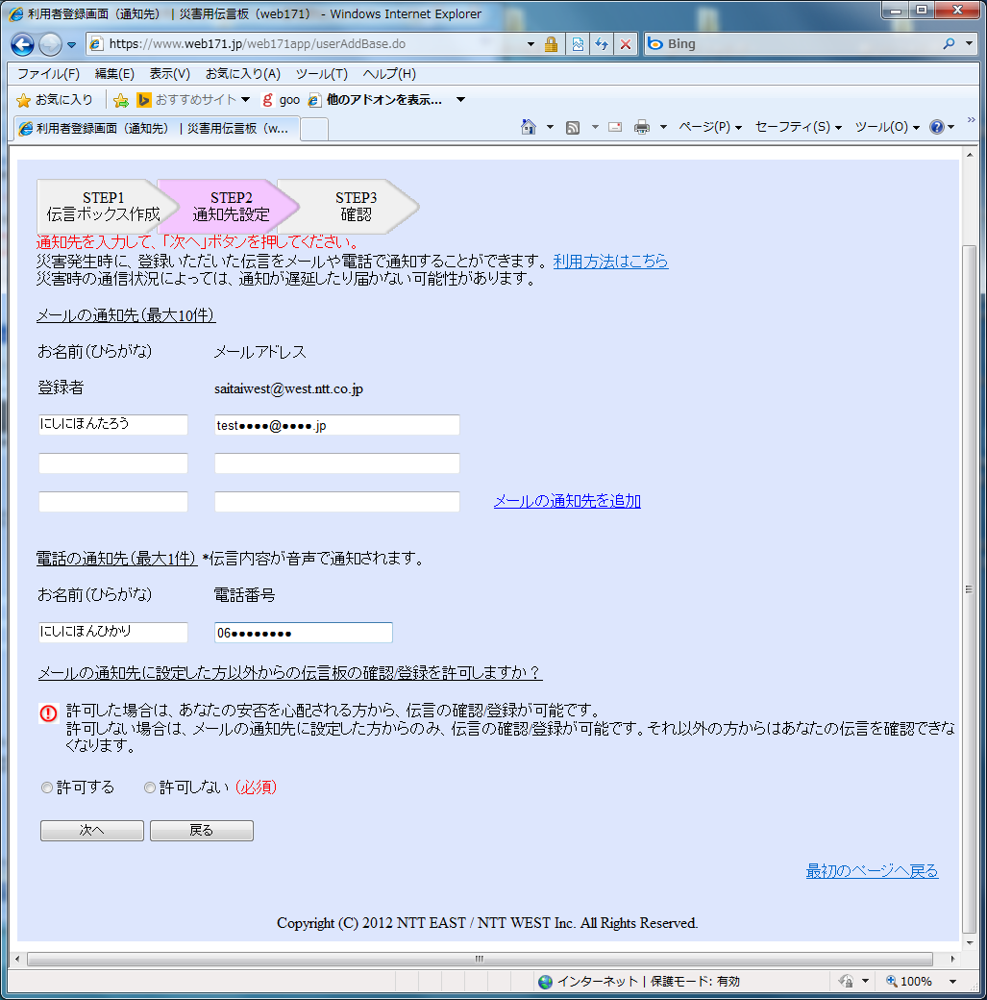 利用者登録画面（通知先）｜災害用伝言板（web171） - Windows Internet Explorer
https://www.web171.jp/web171app/userAddBase.do
Bing
ファイル(F) 編集(E) 表示(V) お気に入り(A) ツール(T) ヘルプ(H)
お気に入り おすすめサイト goo 他のアドオンを表示...
利用者登録画面（通知先）｜災害用伝言板（w... ページ(P) セーフティ(S) ツール(O) »
STEP1 STEP2 STEP3
伝言ボックス作成 通知先設定 確認
通知先を入力して、「次へ」ボタンを押してください。
災害発生時に、登録いただいた伝言をメールや電話で通知することができます。 利用方法はこちら
災害時の通信状況によっては、通知が遅延したり届かない可能性があります。
メールの通知先（最大10件）
お名前（ひらがな） メールアドレス
登録者 saitaiwest@west.ntt.co.jp
にしにほんたろう test●●●●@●●●●.jp
メールの通知先を追加
電話の通知先（最大1件） *伝言内容が音声で通知されます。
お名前（ひらがな） 電話番号
にしにほんひかり 06●●●●●●●●
メールの通知先に設定した方以外からの伝言板の確認/登録を許可しますか？
許可した場合は、あなたの安否を心配される方から、伝言の確認/登録が可能です。
許可しない場合は、メールの通知先に設定した方からのみ、伝言の確認/登録が可能です。それ以外の方からはあなたの伝言を確認できな
くなります。
許可する 許可しない （必須）
次へ 戻る
最初のページへ戻る
Copyright (C) 2012 NTT EAST / NTT WEST Inc. All Rights Reserved.
インターネット | 保護モード: 有効 100%